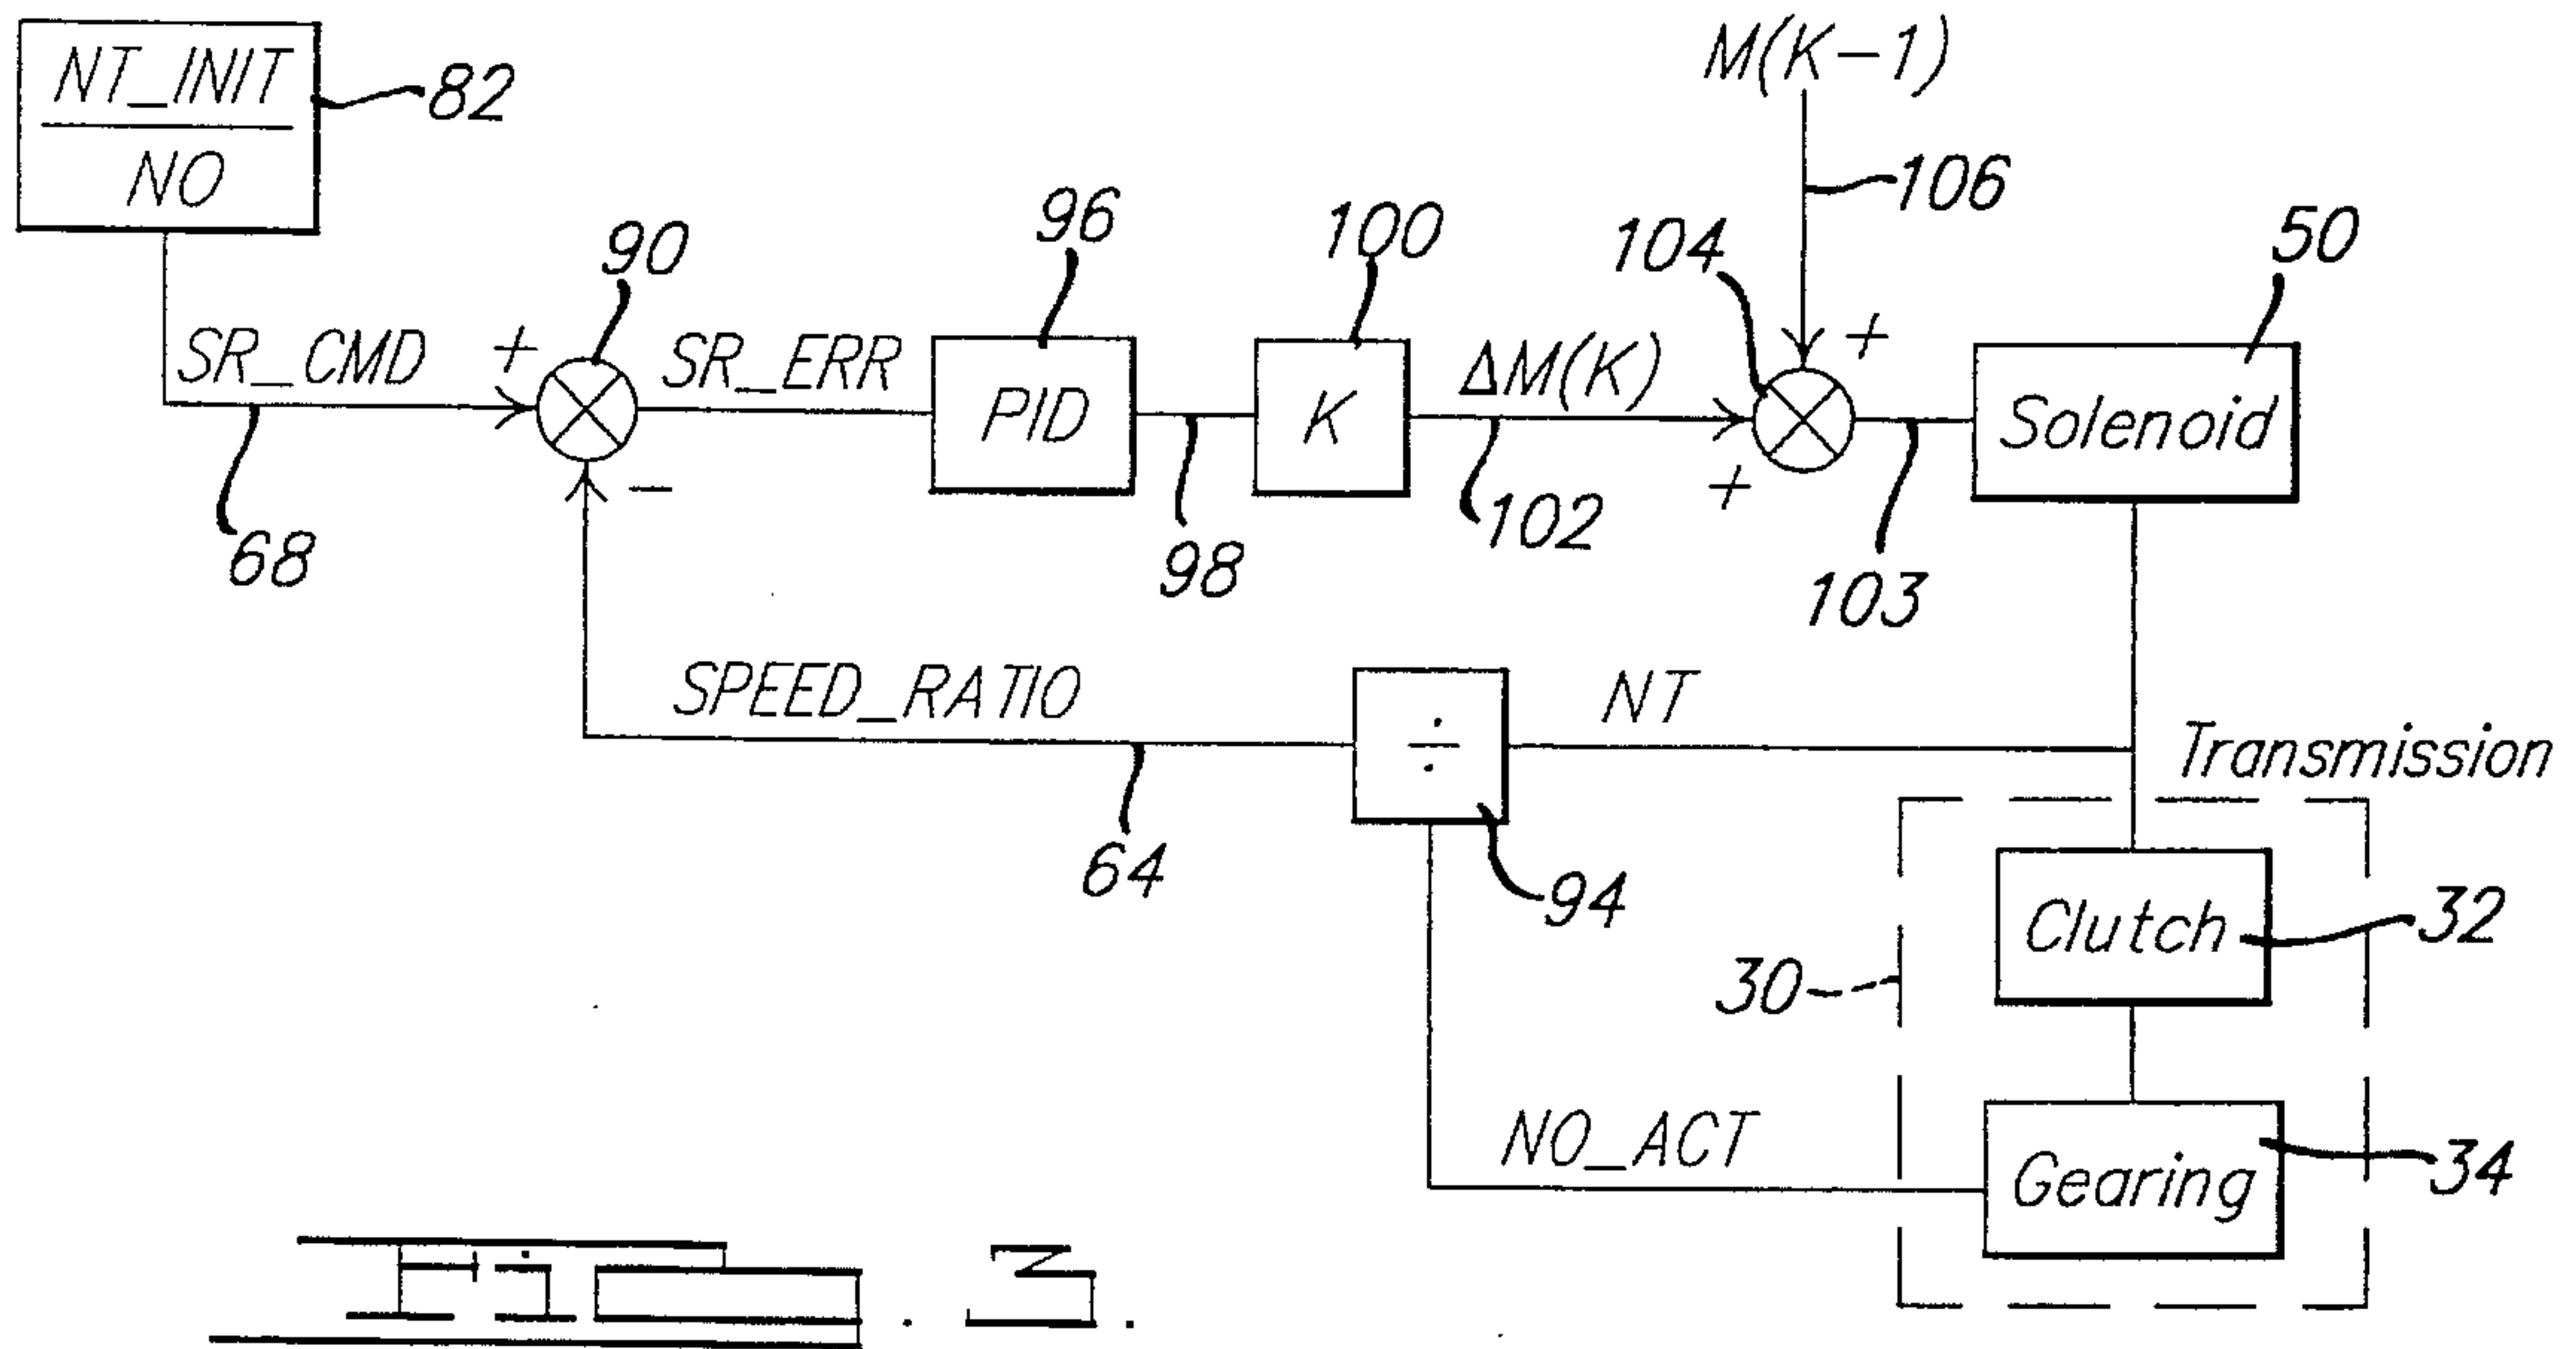 NT_INIT
NO
82
M(K-1)
106
90
96
100
104
50
SR_CMD
+
SR_ERR
PID
K
ΔM(K)
+
Solenoid
68
-
98
102
+
103
SPEED_RATIO
÷
NT
Transmission
64
94
Clutch
32
30
NO_ACT
Gearing
34
Fig. 3.